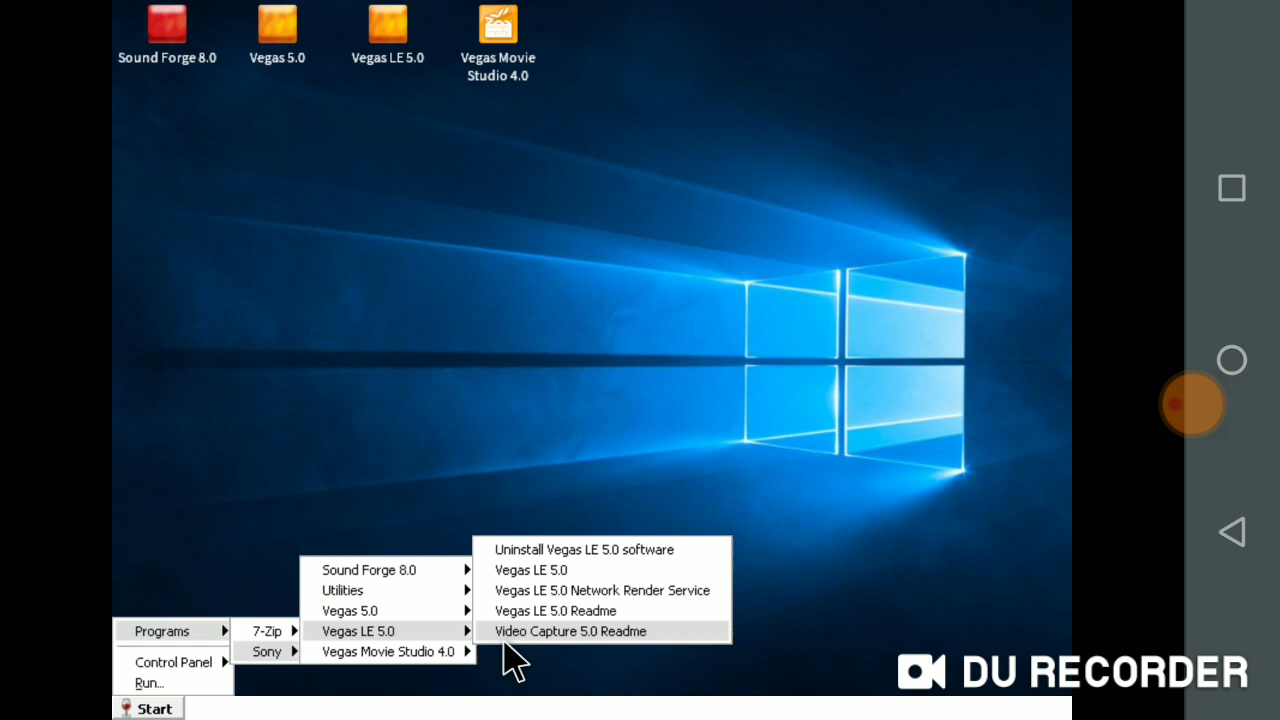 Sound Forge 8.0
Vegas 5.0
Vegas LE 5.0
Vegas Movie
Studio 4.0
Uninstall Vegas LE 5.0 software
Vegas LE 5.0
Vegas LE 5.0 Network Render Service
Vegas LE 5.0 Readme
Video Capture 5.0 Readme
Sound Forge 8.0
Utilities
Vegas 5.0
Vegas LE 5.0
Vegas Movie Studio 4.0
7-Zip
Sony
Programs
Control Panel
Run...
Start
DU RECORDER